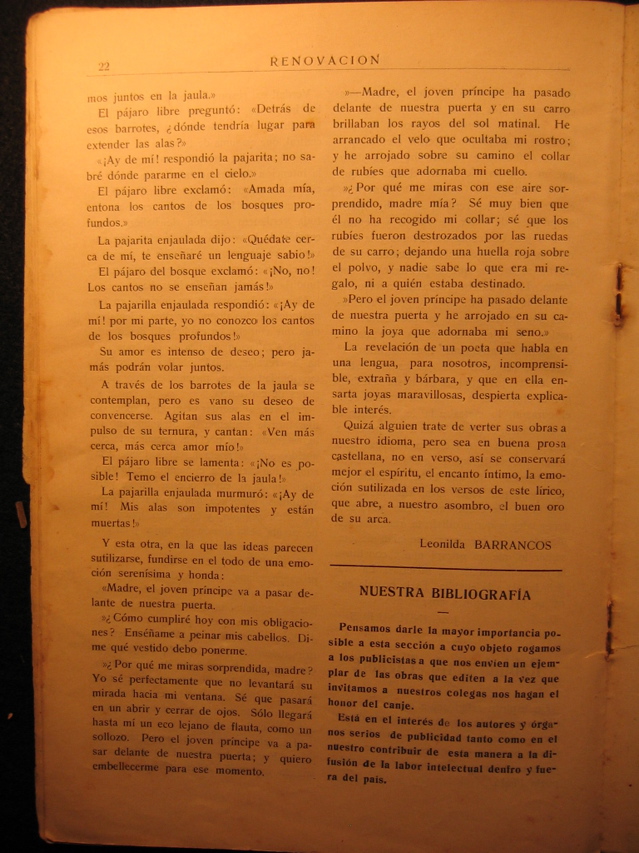 22
RENOVACION
mos juntos en la jaula.»
El pájaro libre preguntó: «Detrás de
esos barrotes, ¿dónde tendría lugar para
extender las alas?»
«¡Ay de mí! respondió la pajarita; no sa-
bré dónde pararme en el cielo.»
El pájaro libre exclamó: «Amada mía,
entona los cantos de los bosques pro-
fundos.»
La pajarita enjaulada dijo: «Quédate cer-
ca de mí, te enseñaré un lenguaje sabio!»
El pájaro del bosque exclamó: «¡No, no!
Los cantos no se enseñan jamás!»
La pajarilla enjaulada respondió: «¡Ay de
mí! por mi parte, yo no conozco los cantos
de los bosques profundos!»
Su amor es intenso de deseo; pero ja-
más podrán volar juntos.
A través de los barrotes de la jaula se
contemplan, pero es vano su deseo de
convencerse. Agitan sus alas en el im-
pulso de su ternura, y cantan: «Ven más
cerca, más cerca amor mío!»
El pájaro libre se lamenta: «¡No es po-
sible! Temo el encierro de la jaula!»
La pajarilla enjaulada murmuró: «¡Ay de
mí! Mis alas son impotentes y están
muertas!»
Y esta otra, en la que las ideas parecen
sutilizarse, fundirse en el todo de una emo-
ción serenísima y honda:
«Madre, el joven príncipe va a pasar de-
lante de nuestra puerta.
»¿Cómo cumpliré hoy con mis obligacio-
nes? Enséñame a peinar mis cabellos. Di-
me qué vestido debo ponerme.
»¿Por qué me miras sorprendida, madre?
Yo sé perfectamente que no levantará su
mirada hacia mi ventana. Sé que pasará
en un abrir y cerrar de ojos. Sólo llegará
hasta mí un eco lejano de flauta, como un
sollozo. Pero el joven príncipe va a pa-
sar delante de nuestra puerta; y quiero
embellecerme para ese momento.
»—Madre, el joven príncipe ha pasado
delante de nuestra puerta y en su carro
brillaban los rayos del sol matinal. He
arrancado el velo que ocultaba mi rostro;
y he arrojado sobre su camino el collar
de rubíes que adornaba mi cuello.
»¿Por qué me miras con ese aire sor-
prendido, madre mía? Sé muy bien que
él no ha recogido mi collar; sé que los
rubíes fueron destrozados por las ruedas
de su carro; dejando una huella roja sobre
el polvo, y nadie sabe lo que era mi re-
galo, ni a quién estaba destinado.
»Pero el joven príncipe ha pasado delante
de nuestra puerta y he arrojado en su ca-
mino la joya que adornaba mi seno.»
La revelación de un poeta que habla en
una lengua, para nosotros, incomprensi-
ble, extraña y bárbara, y que en ella en-
sarta joyas maravillosas, despierta explica-
ble interés.
Quizá alguien trate de verter sus obras a
nuestro idioma, pero sea en buena prosa
castellana, no en verso, así se conservará
mejor el espíritu, el encanto íntimo, la emo-
ción sutilizada en los versos de este lírico,
que abre, a nuestro asombro, el buen oro
de su arca.
Leonilda BARRANCOS
NUESTRA BIBLIOGRAFÍA
Pensamos darle la mayor importancia po-
sible a esta sección a cuyo objeto rogamos
a los publicistas a que nos envíen un ejem-
plar de las obras que editen a la vez que
invitamos a nuestros colegas nos hagan el
honor del canje.
Está en el interés de los autores y órga-
nos serios de publicidad tanto como en el
nuestro contribuir de esta manera a la di-
fusión de la labor intelectual dentro y fue-
ra del país.